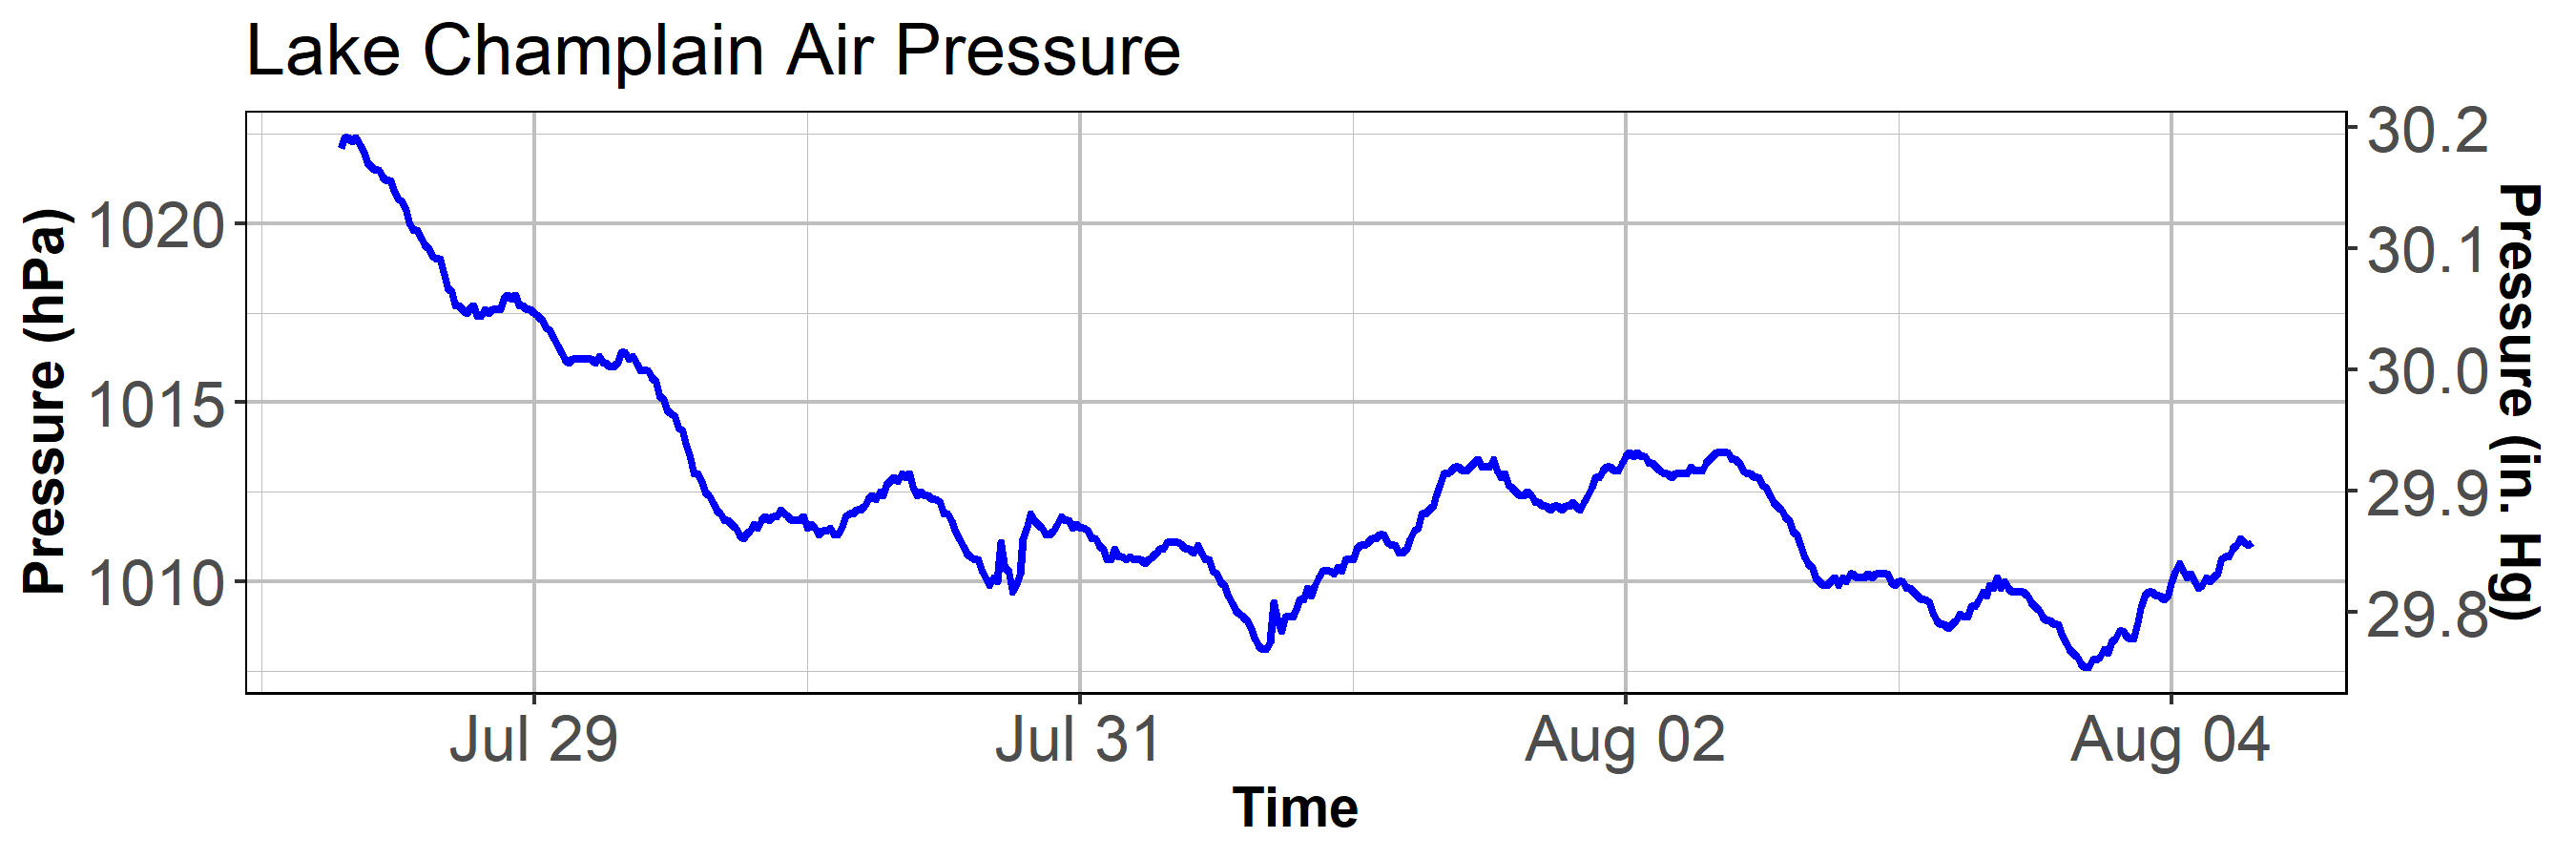 Lake Champlain Air Pressure
Pressure (hPa)
1020
1015
1010
30.2
30.1
30.0
29.9
29.8
Pressure (in. Hg)
Jul 29
Jul 31
Aug 02
Aug 04
Time